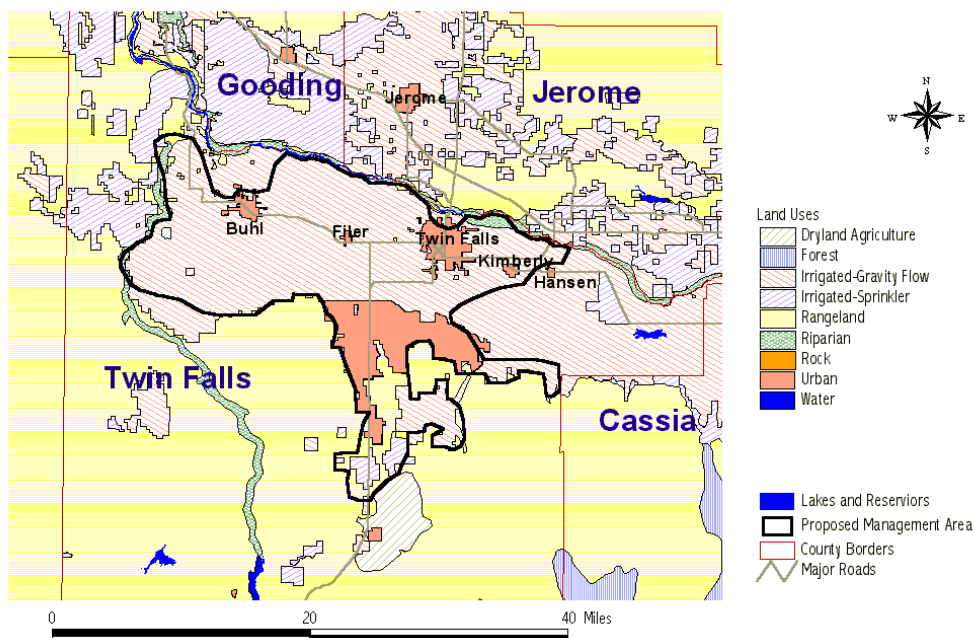 Gooding
Jerome
Jerome
Buhl
Filer
Twin Falls
Kimberly
Hansen
Twin Falls
Cassia
N
W E
S
Land Uses
Dryland Agriculture
Forest
Irrigated-Gravity Flow
Irrigated-Sprinkler
Rangeland
Riparian
Rock
Urban
Water
Lakes and Reserviors
Proposed Management Area
County Borders
Major Roads
0 20 40 Miles